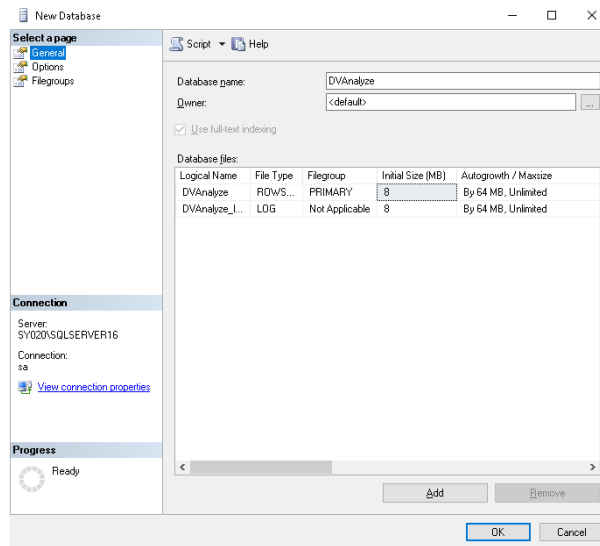 New Database
Select a page
General
Options
Filegroups
Script
Help
Database name:
DVAnalyze
Owner:
<default>
...
Use full-text indexing
Database files:
Logical Name File Type Filegroup Initial Size (MB) Autogrowth / Maxsize
DVAnalyze ROWS... PRIMARY 8 By 64 MB, Unlimited
DVAnalyze_l... LOG Not Applicable 8 By 64 MB, Unlimited
Connection
Server:
SY020\SQLSERVER16
Connection:
sa
View connection properties
Progress
Ready
Add
Remove
OK
Cancel